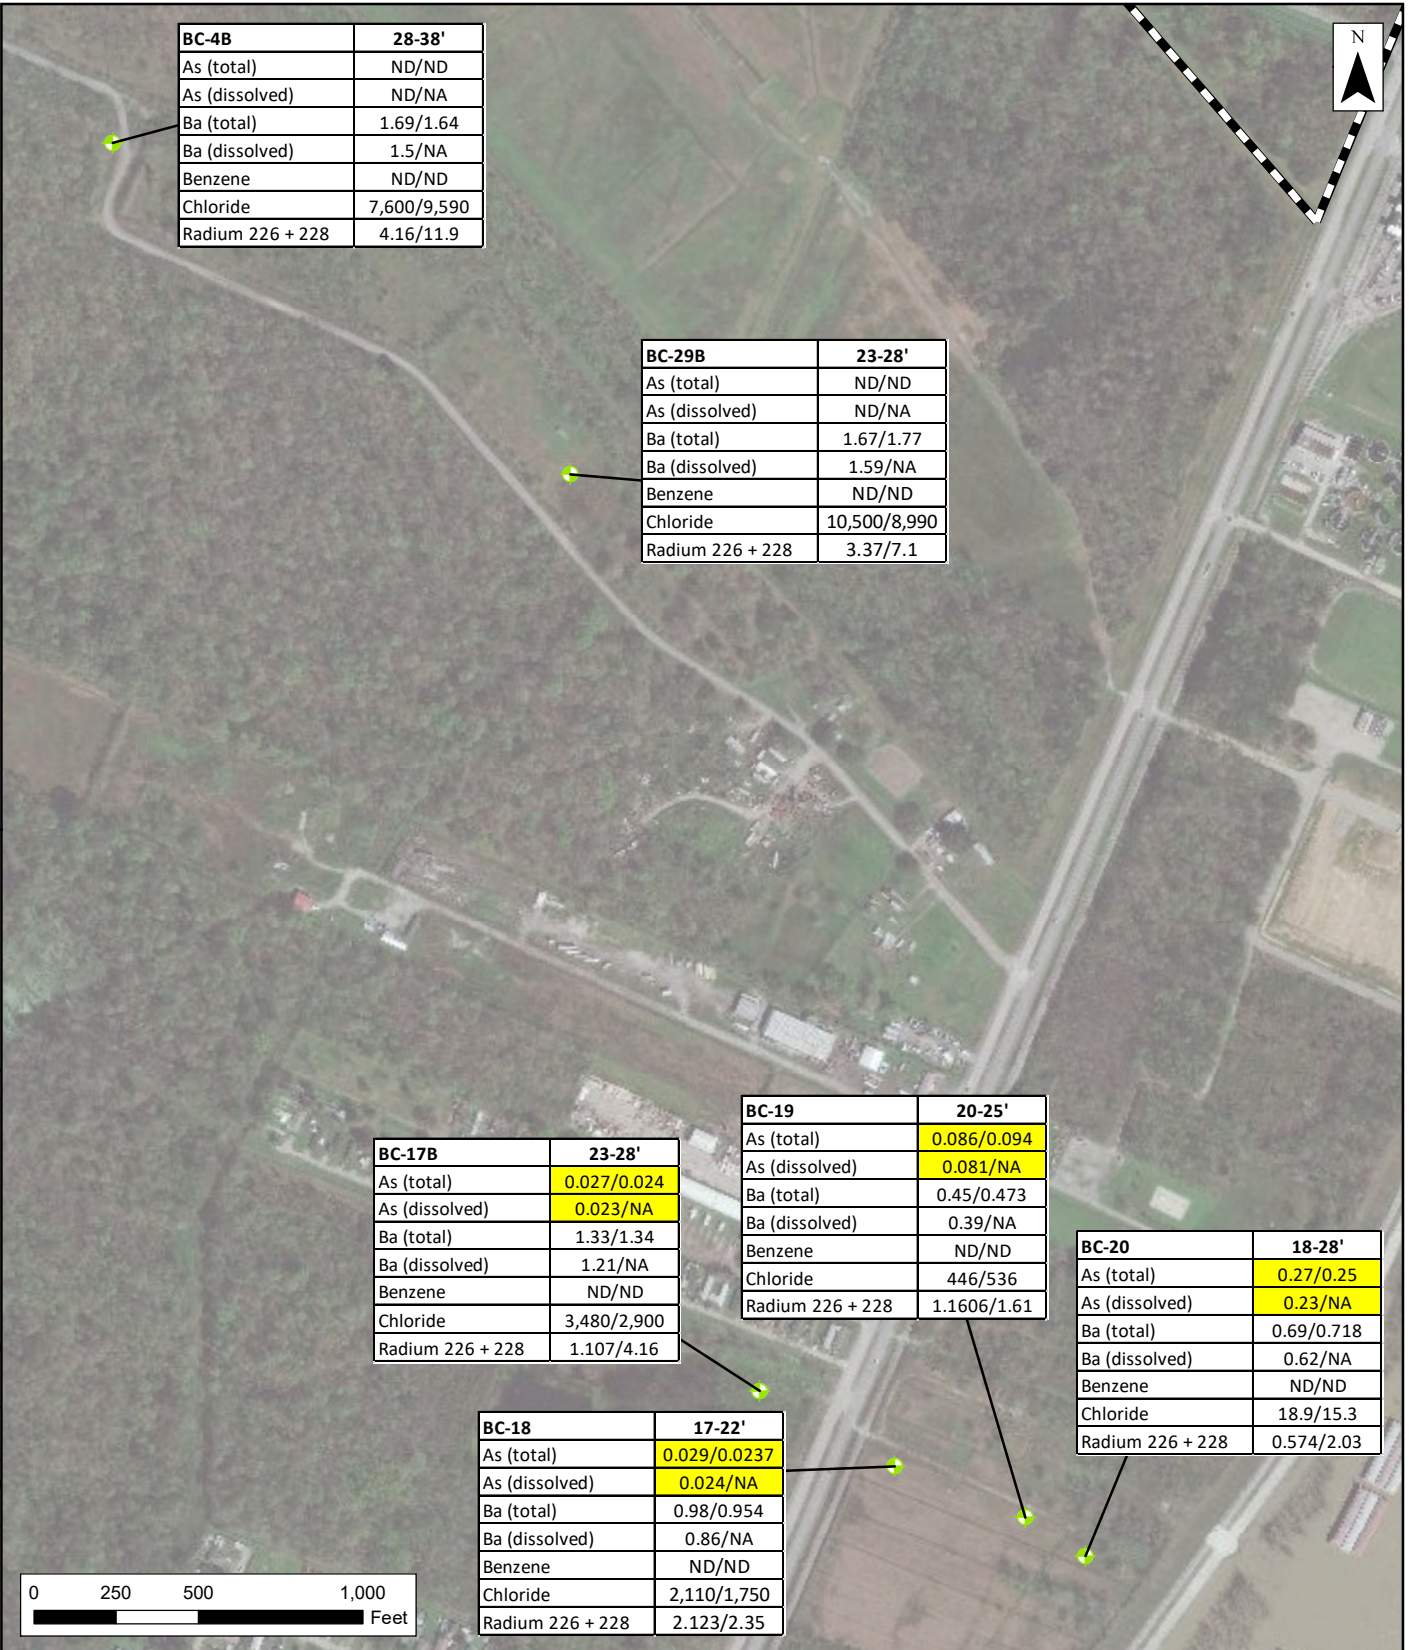 N
BC-4B 28-38'
As (total) ND/ND
As (dissolved) ND/NA
Ba (total) 1.69/1.64
Ba (dissolved) 1.5/NA
Benzene ND/ND
Chloride 7,600/9,590
Radium 226 + 228 4.16/11.9
BC-29B 23-28'
As (total) ND/ND
As (dissolved) ND/NA
Ba (total) 1.67/1.77
Ba (dissolved) 1.59/NA
Benzene ND/ND
Chloride 10,500/8,990
Radium 226 + 228 3.37/7.1
BC-19 20-25'
As (total) 0.086/0.094
As (dissolved) 0.081/NA
Ba (total) 0.45/0.473
Ba (dissolved) 0.39/NA
Benzene ND/ND
Chloride 446/536
Radium 226 + 228 1.1606/1.61
BC-17B 23-28'
As (total) 0.027/0.024
As (dissolved) 0.023/NA
Ba (total) 1.33/1.34
Ba (dissolved) 1.21/NA
Benzene ND/ND
Chloride 3,480/2,900
Radium 226 + 228 1.107/4.16
BC-20 18-28'
As (total) 0.27/0.25
As (dissolved) 0.23/NA
Ba (total) 0.69/0.718
Ba (dissolved) 0.62/NA
Benzene ND/ND
Chloride 18.9/15.3
Radium 226 + 228 0.574/2.03
BC-18 17-22'
As (total) 0.029/0.0237
As (dissolved) 0.024/NA
Ba (total) 0.98/0.954
Ba (dissolved) 0.86/NA
Benzene ND/ND
Chloride 2,110/1,750
Radium 226 + 228 2.123/2.35
0 250 500 1,000
Feet